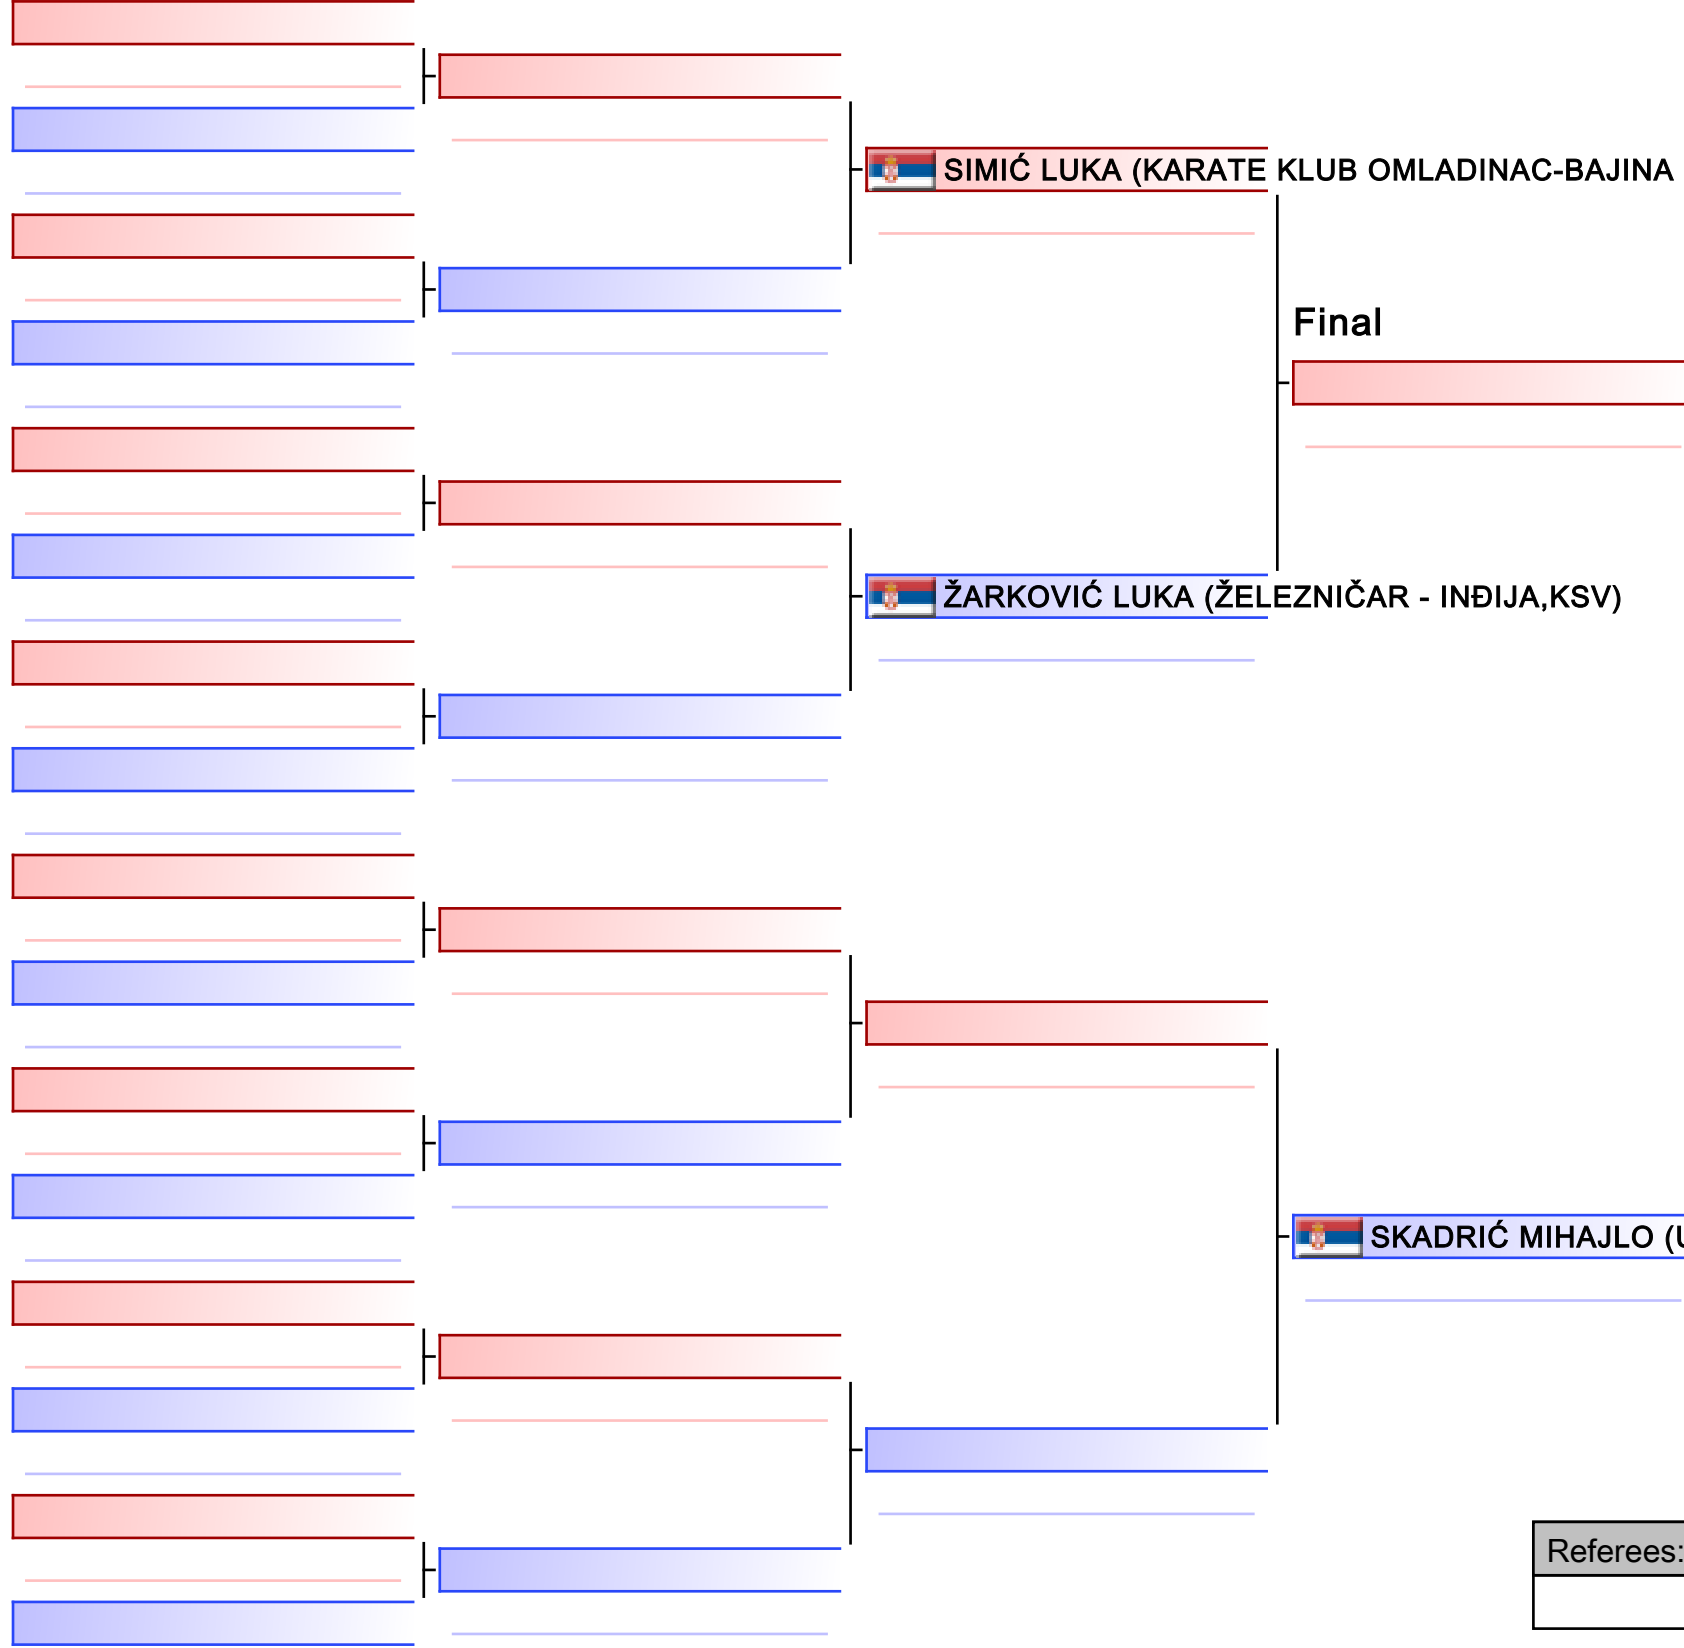 SIMIĆ LUKA (KARATE KLUB OMLADINAC-BAJINA
Final
ŽARKOVIĆ LUKA (ŽELEZNIČAR - INĐIJA,KSV)
SKADRIĆ MIHAJLO (U
Referees: